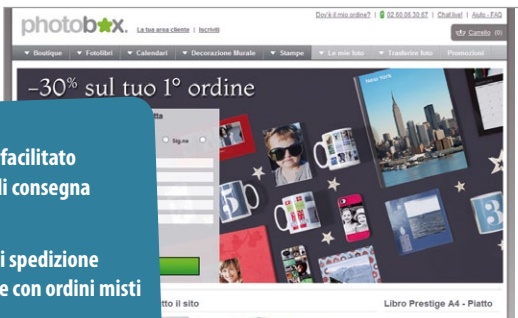 Dov'è il mio ordine? | 02 60 06 30 67 | Chat live! | Aiuto - FAQ
photobox. La tua area cliente | Iscriviti
Carrello (0)
Boutique Fotolibri Calendari Decorazione Murale Stampe Le mie foto Trasferire foto Promozioni
-30% sul tuo 1° ordine
Sig.na
New York
facilitato
di consegna
i spedizione
e con ordini misti
tto il sito
Libro Prestige A4 - Piatto